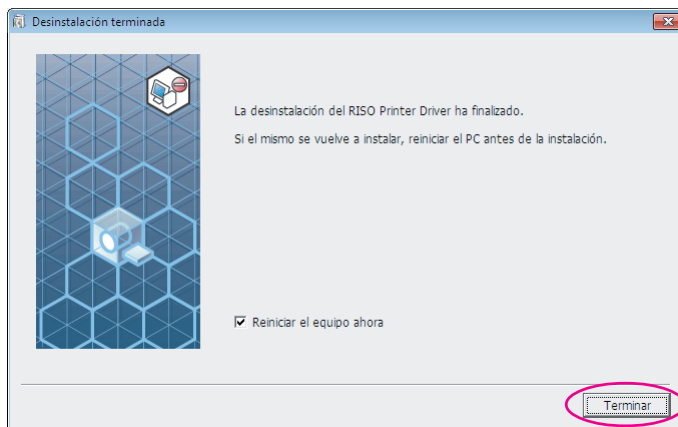 Desinstalación terminada
La desinstalación del RISO Printer Driver ha finalizado.
Si el mismo se vuelve a instalar, reiniciar el PC antes de la instalación.
Reiniciar el equipo ahora
Terminar